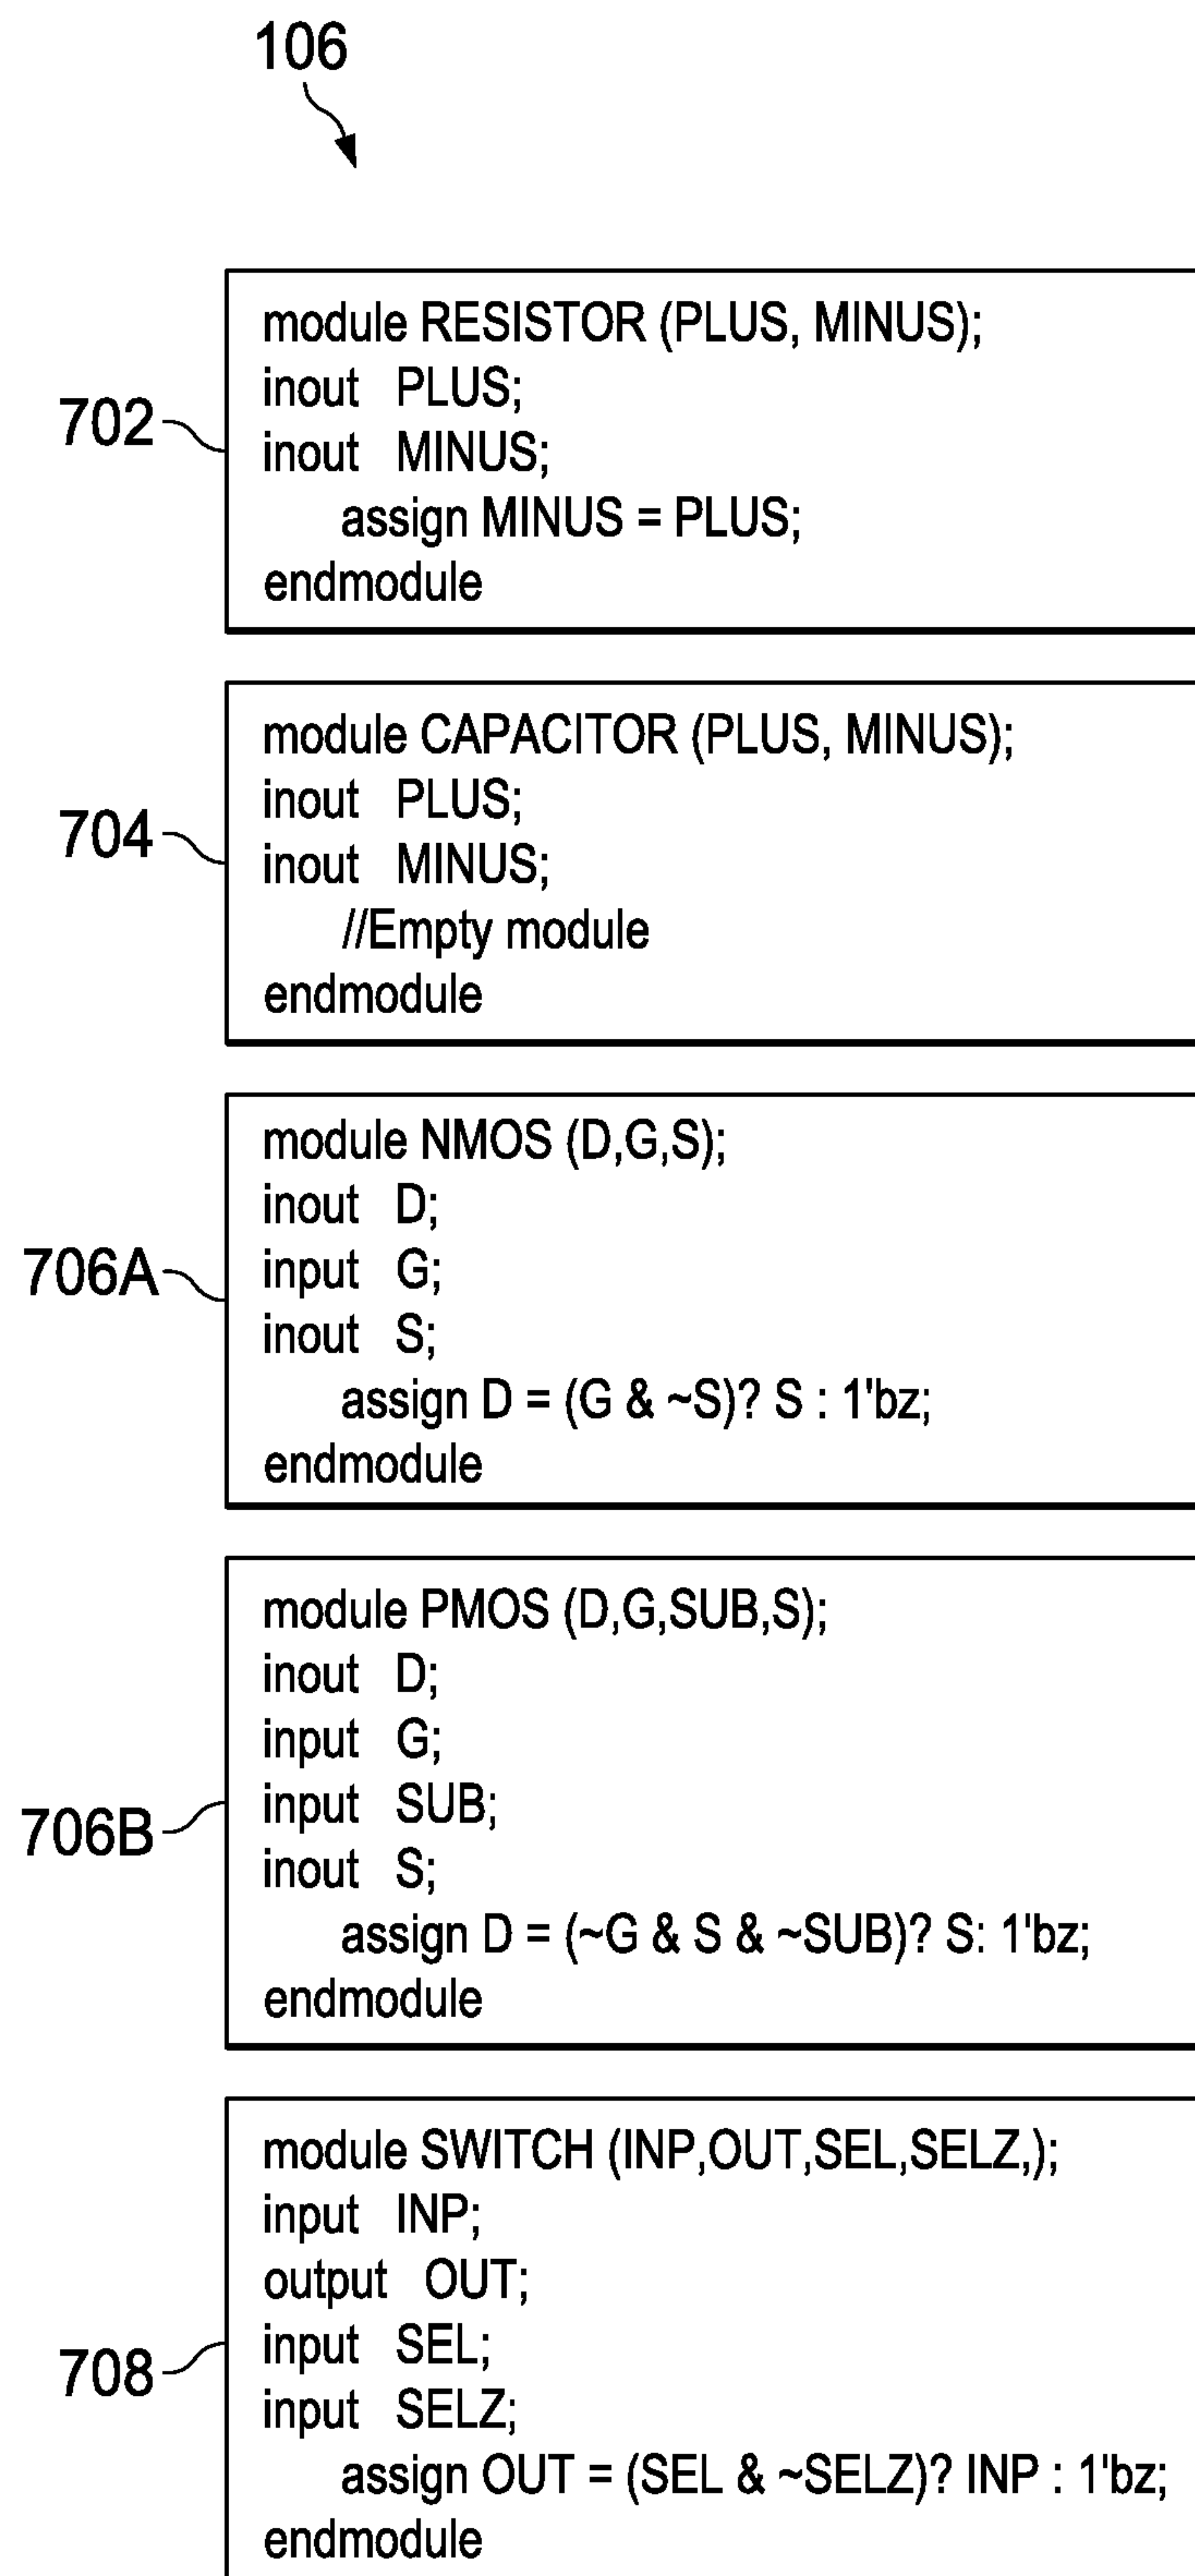 106
702
module RESISTOR (PLUS, MINUS);
inout PLUS;
inout MINUS;
assign MINUS = PLUS;
endmodule
704
module CAPACITOR (PLUS, MINUS);
inout PLUS;
inout MINUS;
//Empty module
endmodule
706A
module NMOS (D,G,S);
inout D;
input G;
inout S;
assign D = (G & ~S)? S : 1'bz;
endmodule
706B
module PMOS (D,G,SUB,S);
inout D;
input G;
input SUB;
inout S;
assign D = (~G & S & ~SUB)? S: 1'bz;
endmodule
708
module SWITCH (INP,OUT,SEL,SELZ,);
input INP;
output OUT;
input SEL;
input SELZ;
assign OUT = (SEL & ~SELZ)? INP : 1'bz;
endmodule